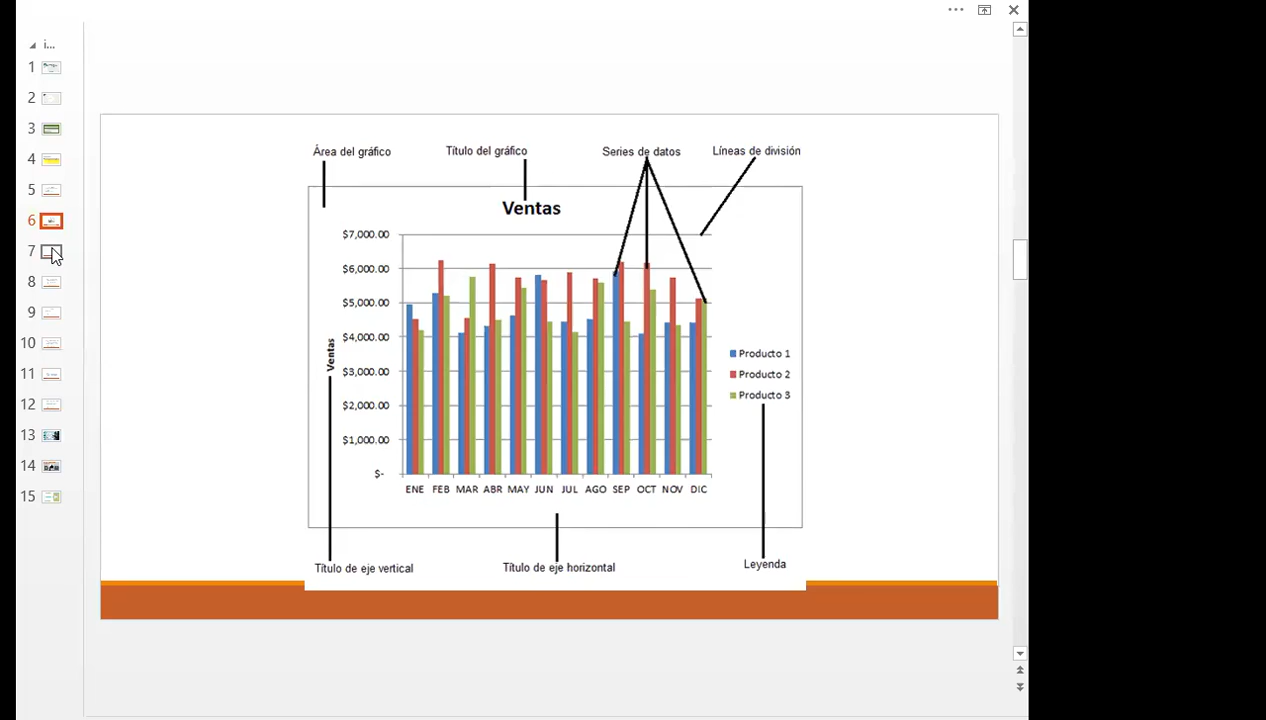 i...
1
2
3
4
5
6
7
8
9
10
11
12
13
14
15
Área del gráfico
Título del gráfico
Series de datos
Líneas de división
Ventas
$7,000.00
$6,000.00
$5,000.00
$4,000.00
$3,000.00
$2,000.00
$1,000.00
$-
Ventas
ENE FEB MAR ABR MAY JUN JUL AGO SEP OCT NOV DIC
Producto 1
Producto 2
Producto 3
Título de eje vertical
Título de eje horizontal
Leyenda